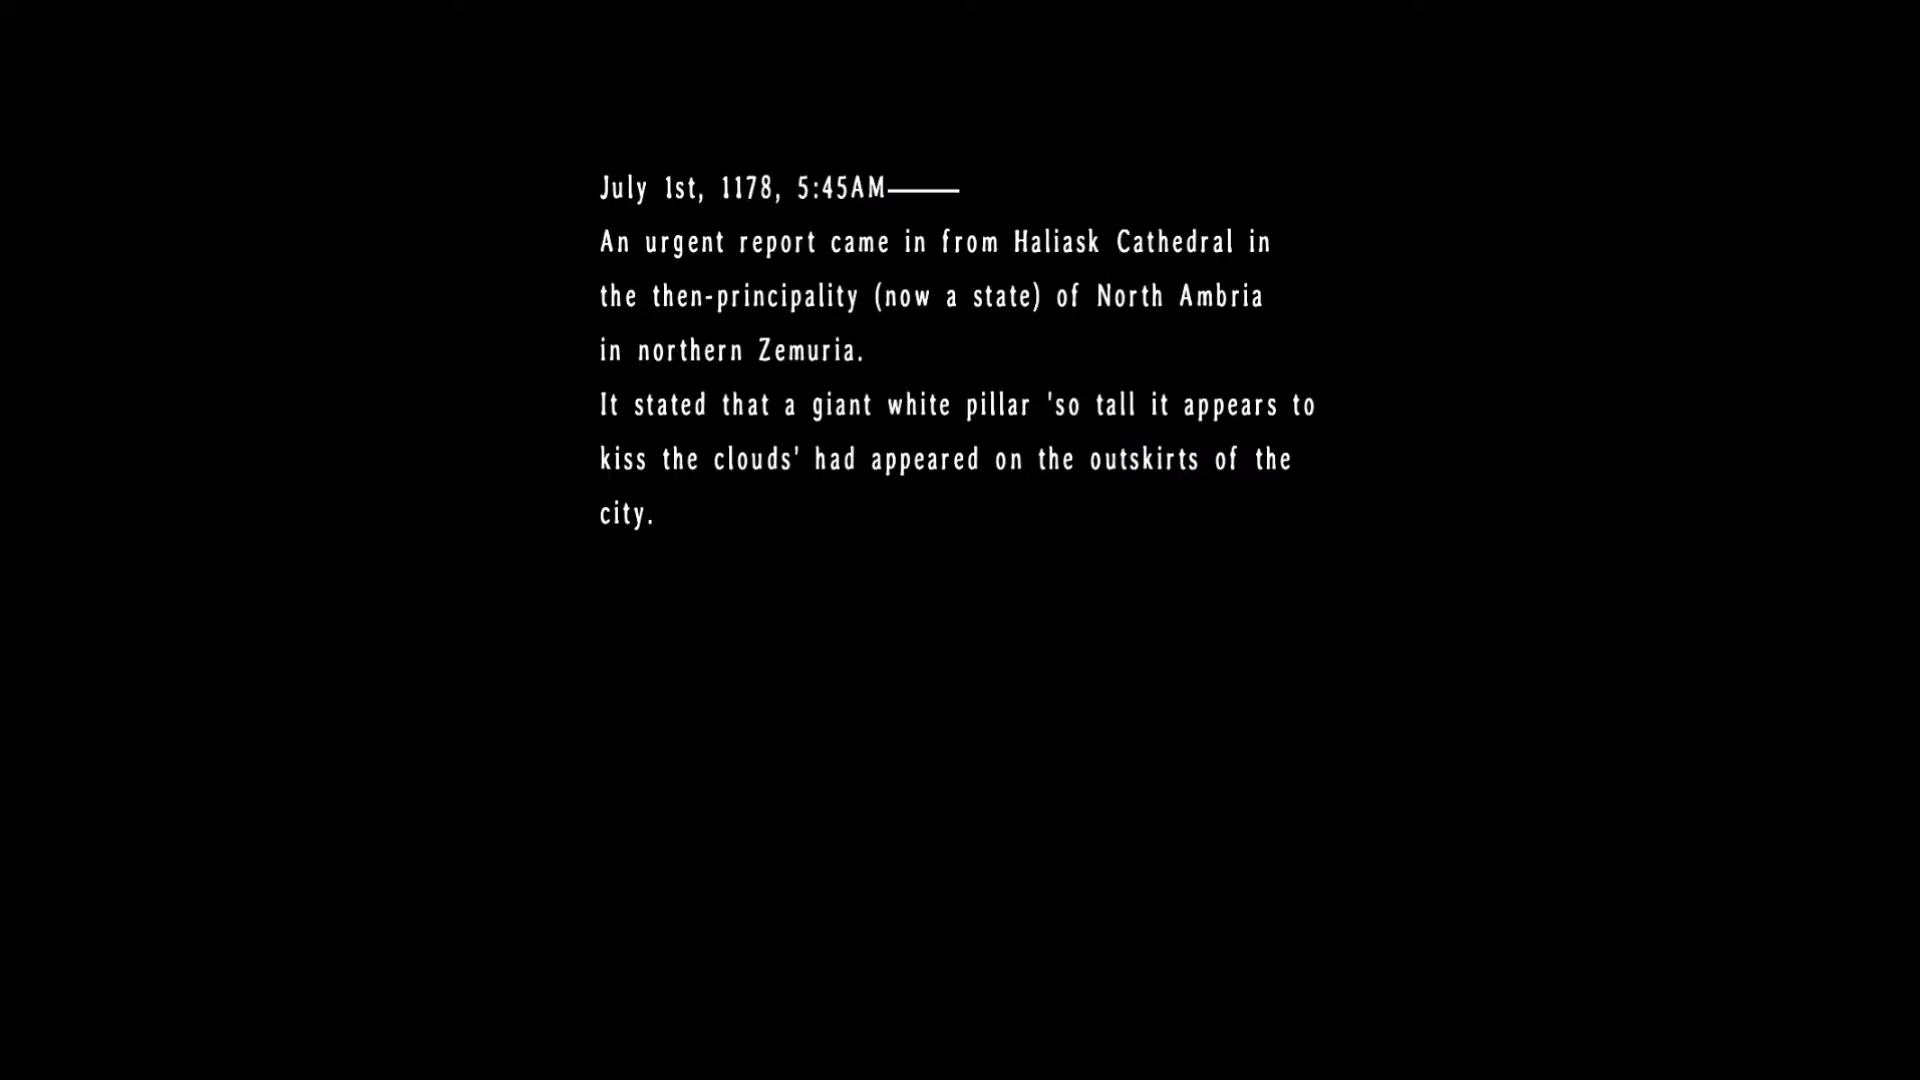 July 1st, 1178, 5:45AM———
An urgent report came in from Haliask Cathedral in
the then-principality (now a state) of North Ambria
in northern Zemuria.
It stated that a giant white pillar 'so tall it appears to
kiss the clouds' had appeared on the outskirts of the
city.